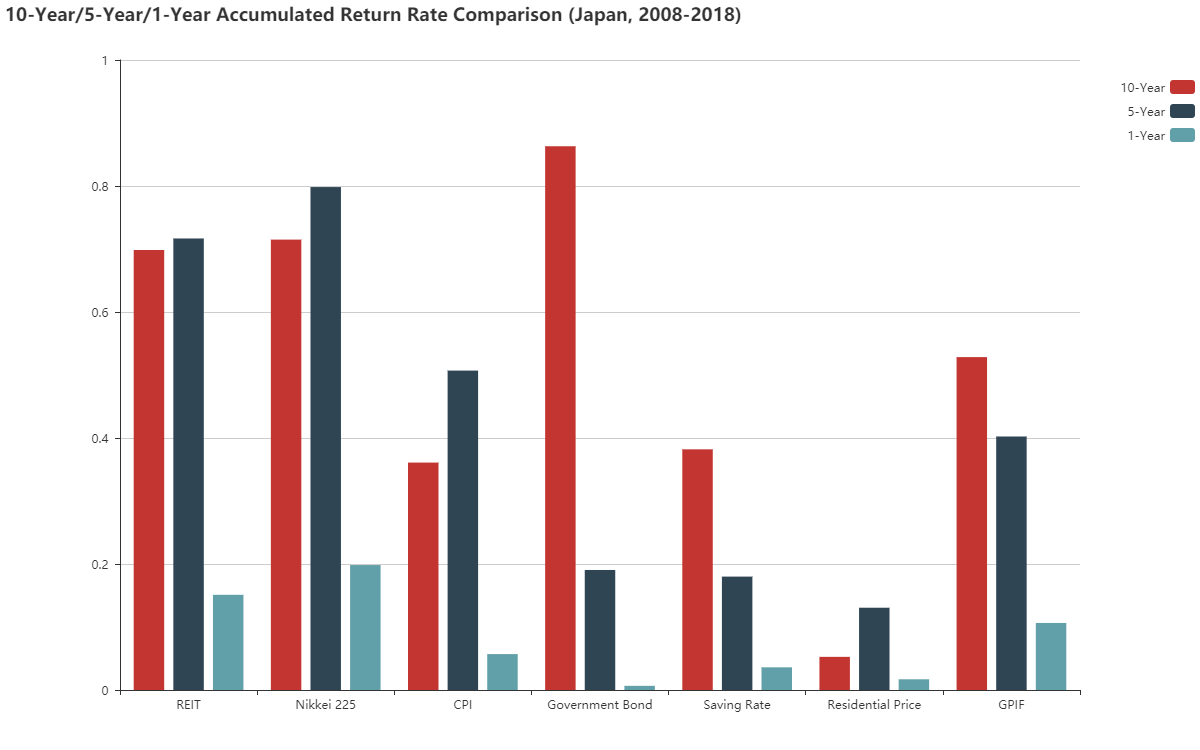 10-Year/5-Year/1-Year Accumulated Return Rate Comparison (Japan, 2008-2018)
10-Year
5-Year
1-Year
1
0.8
0.6
0.4
0.2
0
REIT
Nikkei 225
CPI
Government Bond
Saving Rate
Residential Price
GPIF